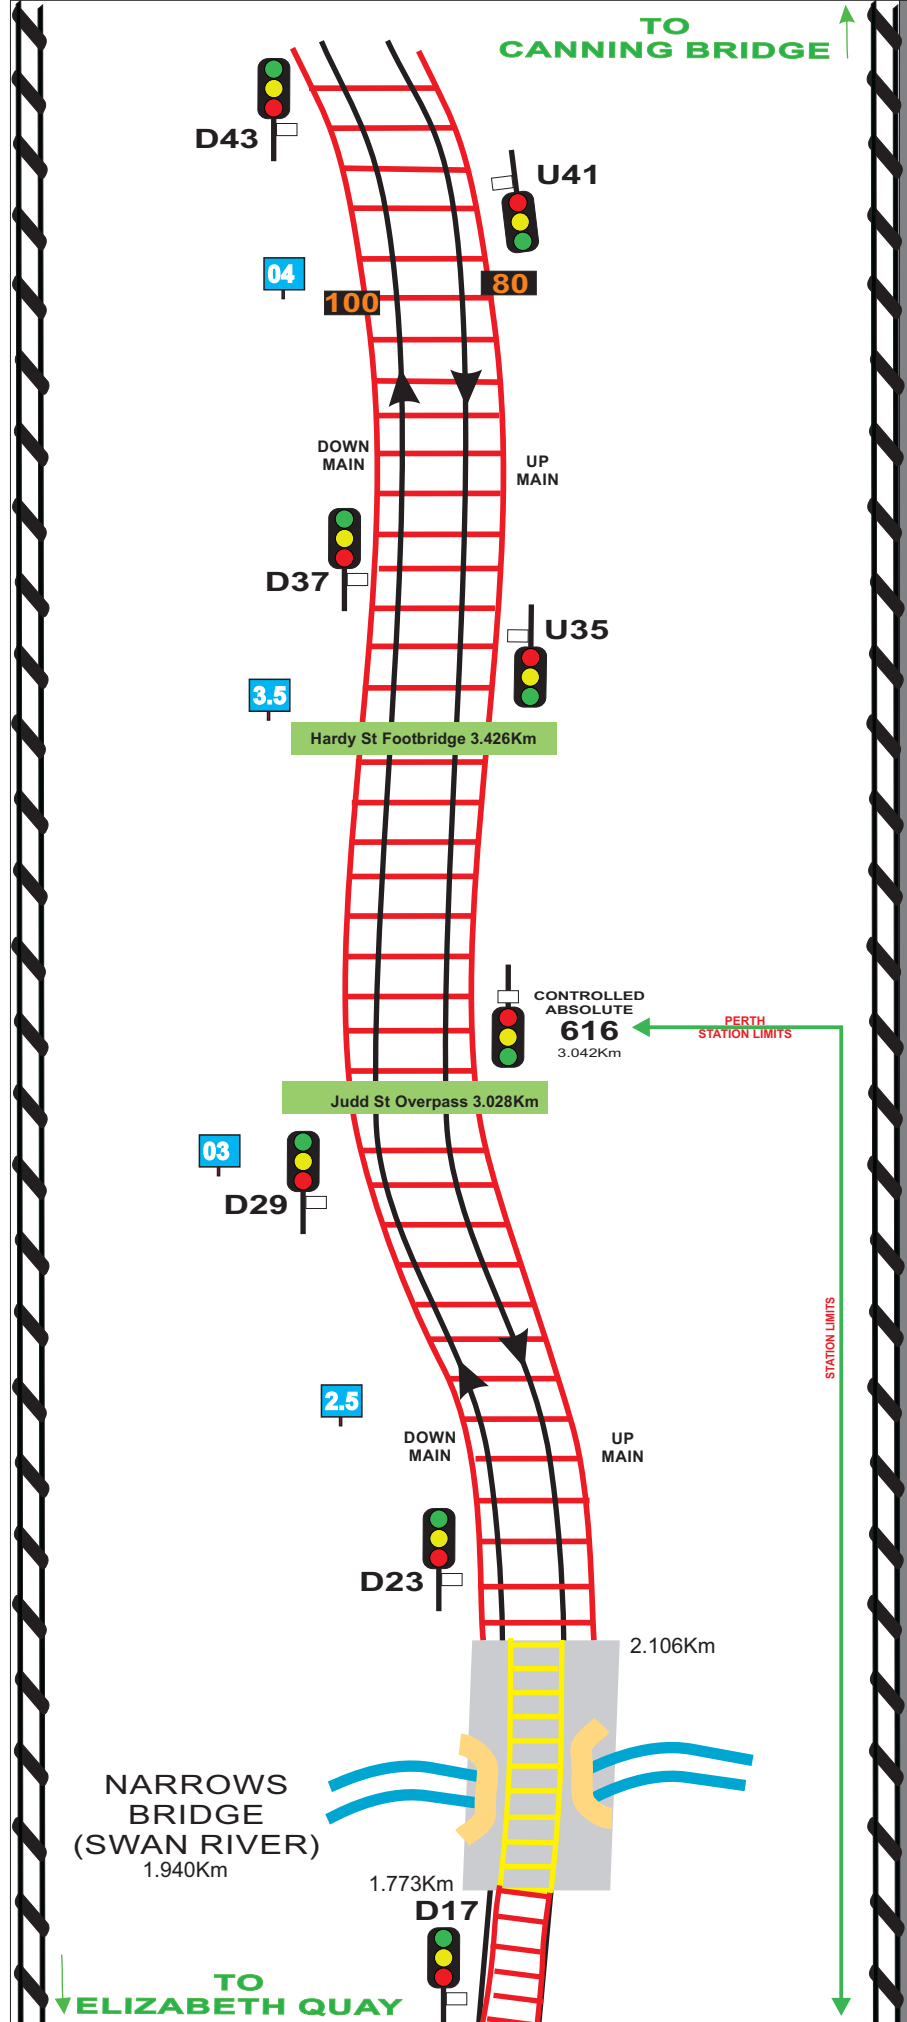 TO
CANNING BRIDGE
D43
U41
04
100
80
DOWN
MAIN
UP
MAIN
D37
U35
3.5
Hardy St Footbridge 3.426Km
CONTROLLED
ABSOLUTE
616
3.042Km
PERTH
STATION LIMITS
Judd St Overpass 3.028Km
03
D29
STATION LIMITS
2.5
DOWN
MAIN
UP
MAIN
D23
2.106Km
NARROWS
BRIDGE
(SWAN RIVER)
1.940Km
1.773Km
D17
TO
ELIZABETH QUAY